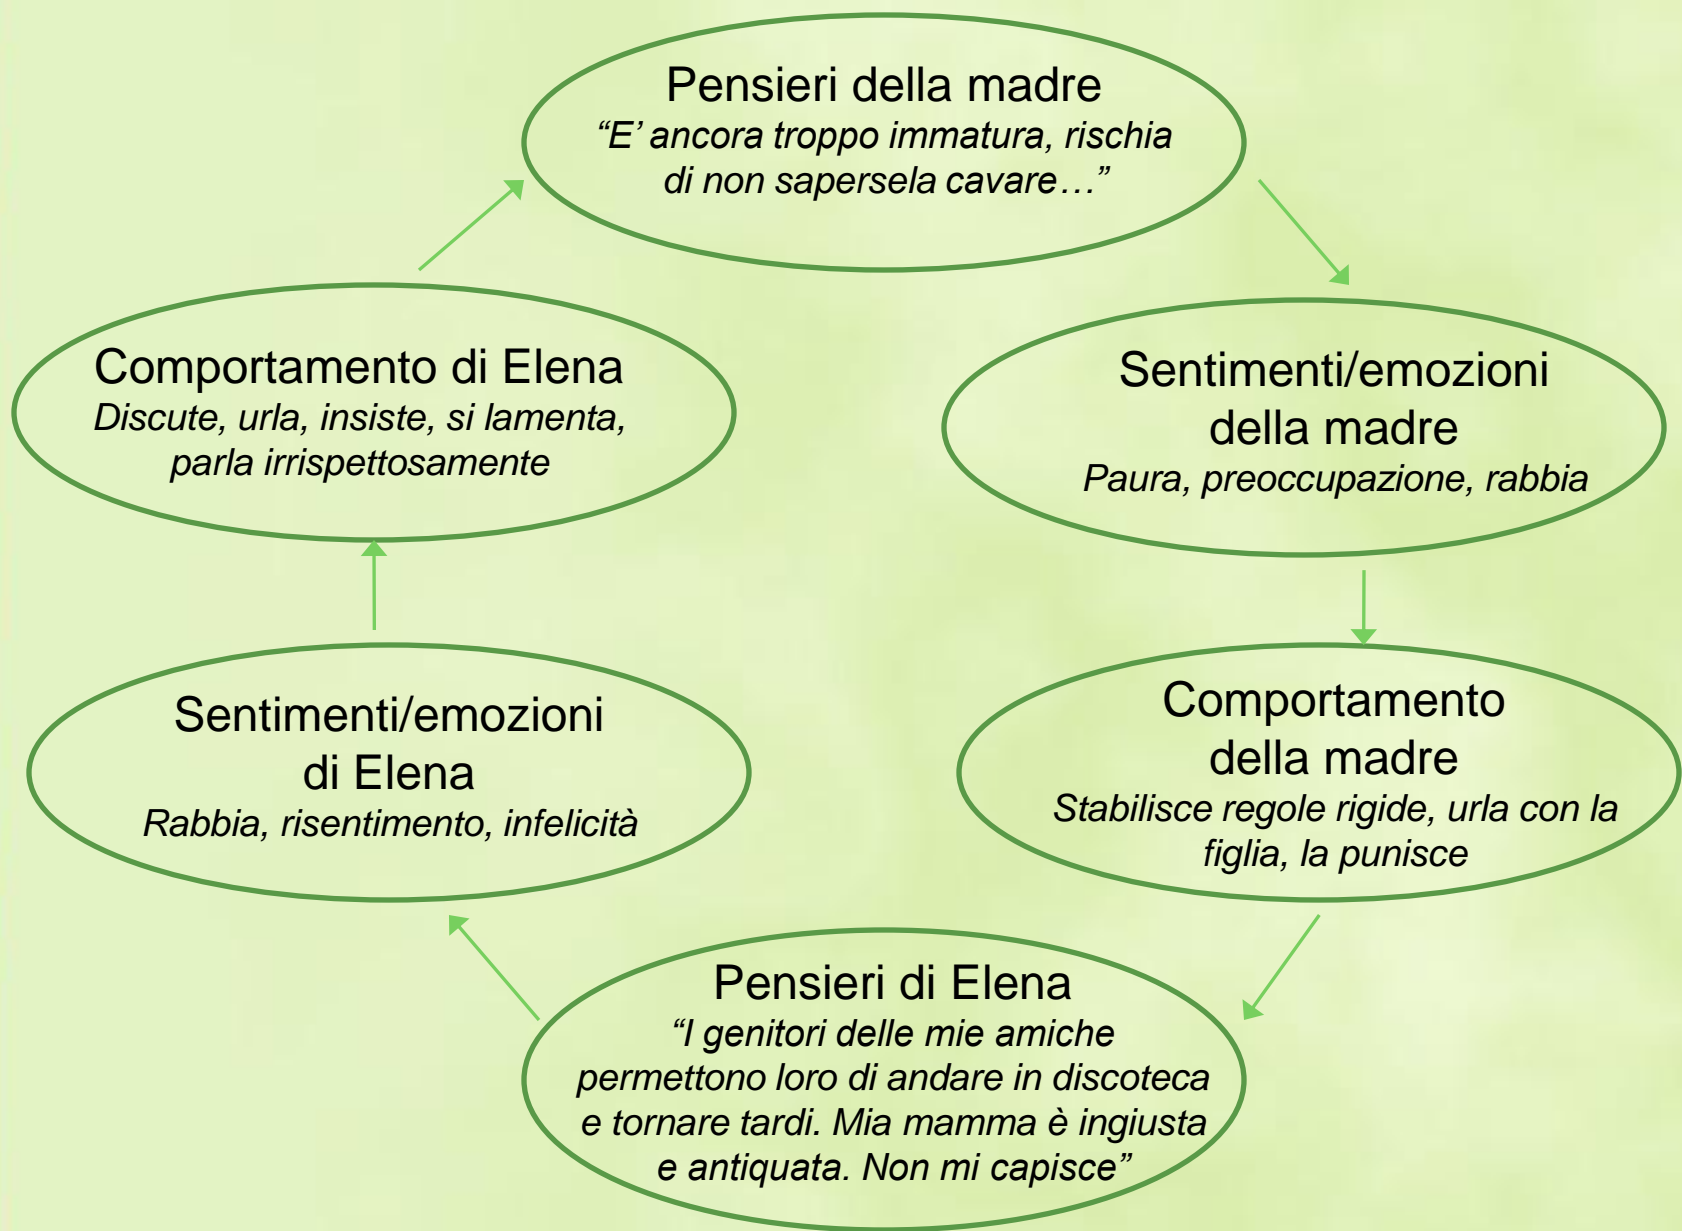 Pensieri della madre
“E’ ancora troppo immatura, rischia
di non sapersela cavare…”
Comportamento di Elena
Discute, urla, insiste, si lamenta,
parla irrispettosamente
Sentimenti/emozioni
della madre
Paura, preoccupazione, rabbia
Sentimenti/emozioni
di Elena
Rabbia, risentimento, infelicità
Comportamento
della madre
Stabilisce regole rigide, urla con la
figlia, la punisce
Pensieri di Elena
“I genitori delle mie amiche
permettono loro di andare in discoteca
e tornare tardi. Mia mamma è ingiusta
e antiquata. Non mi capisce”